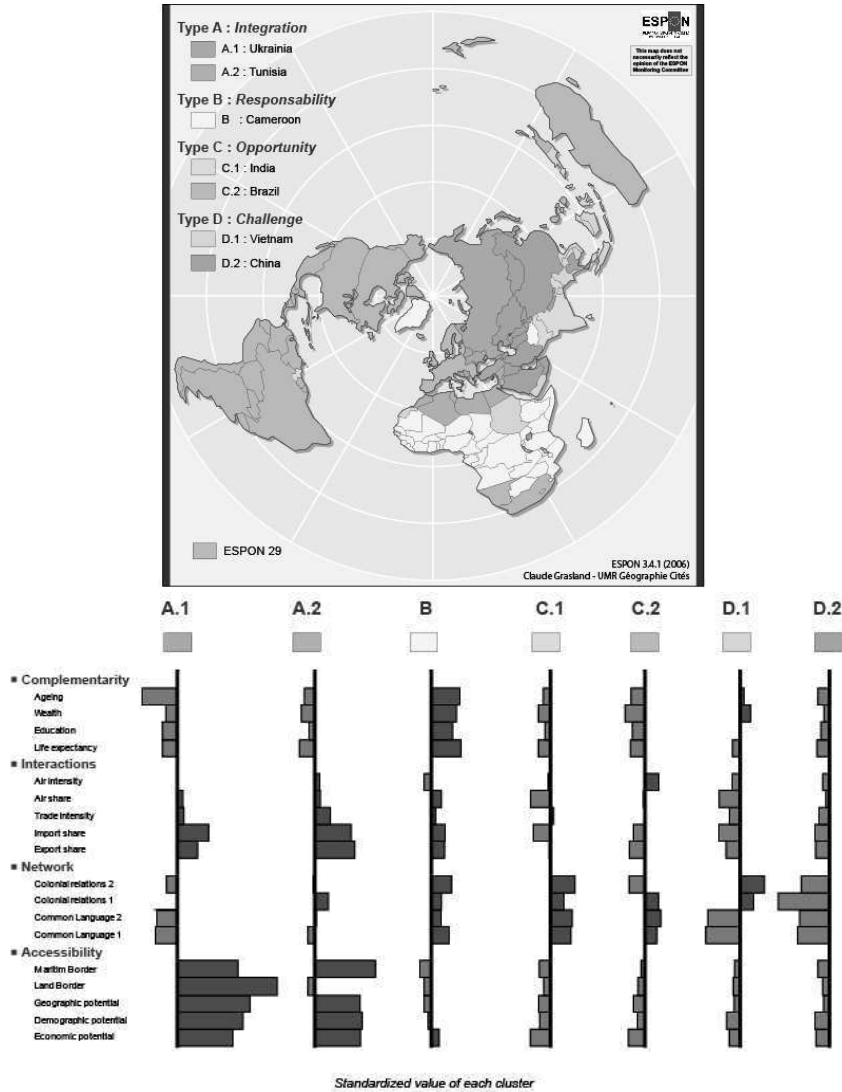 Type A : Integration
A.1 : Ukrainia
A.2 : Tunisia
Type B : Responsability
B : Cameroon
Type C : Opportunity
C.1 : India
C.2 : Brazil
Type D : Challenge
D.1 : Vietnam
D.2 : China
ESPON
This map does not
necessarily reflect the
opinion of the ESPON
Monitoring Committee
ESPON 29
ESPON 3.4.1 (2006)
Claude Grasland - UMR Géographie Cités
A.1 A.2 B C.1 C.2 D.1 D.2
Complementarity
Ageing
Wealth
Education
Life expectancy
Interactions
Air intensity
Air share
Trade intensity
Import share
Export share
Network
Colonial relations 2
Colonial relations 1
Common Language 2
Common Language 1
Accessibility
Maritim Border
Land Border
Geographic potential
Demographic potential
Economic potential
Standardized value of each cluster